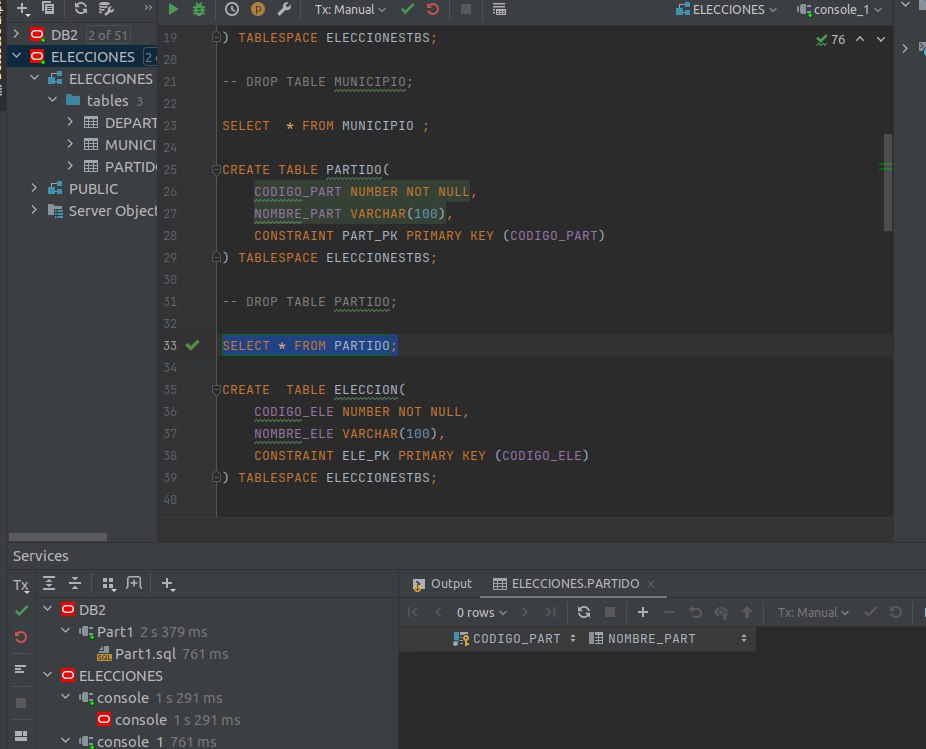 Tx: Manual
ELECCIONES
console_1
DB2 2 of 51
ELECCIONES 2
ELECCIONES
tables 3
DEPART
MUNICI
PARTID
PUBLIC
Server Object
76
19 ) TABLESPACE ELECCIONESTBS;
20
21 -- DROP TABLE MUNICIPIO;
22
23 SELECT * FROM MUNICIPIO ;
24
25 CREATE TABLE PARTIDO(
26 CODIGO_PART NUMBER NOT NULL,
27 NOMBRE_PART VARCHAR(100),
28 CONSTRAINT PART_PK PRIMARY KEY (CODIGO_PART)
29 ) TABLESPACE ELECCIONESTBS;
30
31 -- DROP TABLE PARTIDO;
32
33 SELECT * FROM PARTIDO;
34
35 CREATE TABLE ELECCION(
36 CODIGO_ELE NUMBER NOT NULL,
37 NOMBRE_ELE VARCHAR(100),
38 CONSTRAINT ELE_PK PRIMARY KEY (CODIGO_ELE)
39 ) TABLESPACE ELECCIONESTBS;
40
Services
Tx
DB2
Part1 2 s 379 ms
Part1.sql 761 ms
ELECCIONES
console 1 s 291 ms
console 1 s 291 ms
console_1 761 ms
Output
ELECCIONES.PARTIDO
0 rows
Tx: Manual
CODIGO_PART
NOMBRE_PART